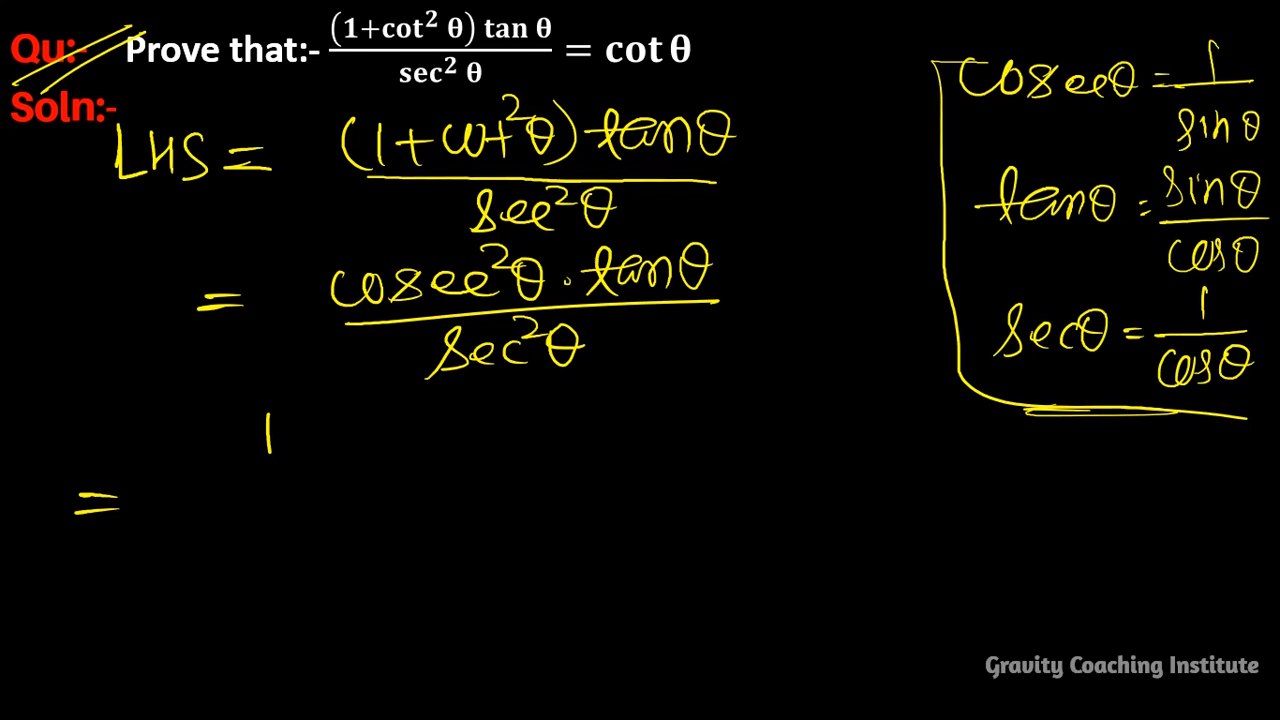 Qu:- Prove that:- (1+cot² θ) tan θ / sec² θ = cot θ
Soln:-
LHS = (1+cot²θ) tanθ / sec²θ
= cosec²θ . tanθ / sec²θ
= 1
cosecθ = 1 / sinθ
tanθ = sinθ / cosθ
secθ = 1 / cosθ
Gravity Coaching Institute